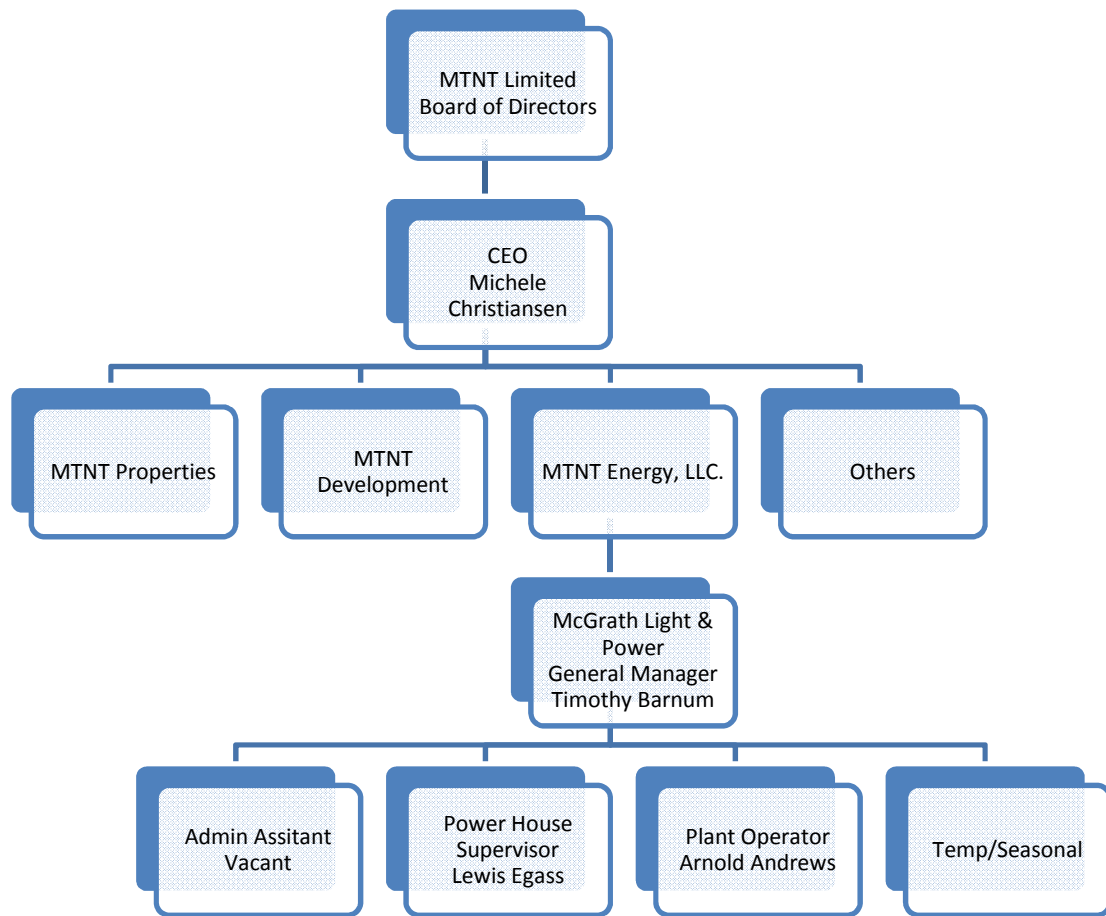 MTNT Limited
Board of Directors
CEO
Michele
Christiansen
MTNT Properties
MTNT
Development
MTNT Energy, LLC.
Others
McGrath Light &
Power
General Manager
Timothy Barnum
Admin Assitant
Vacant
Power House
Supervisor
Lewis Egass
Plant Operator
Arnold Andrews
Temp/Seasonal